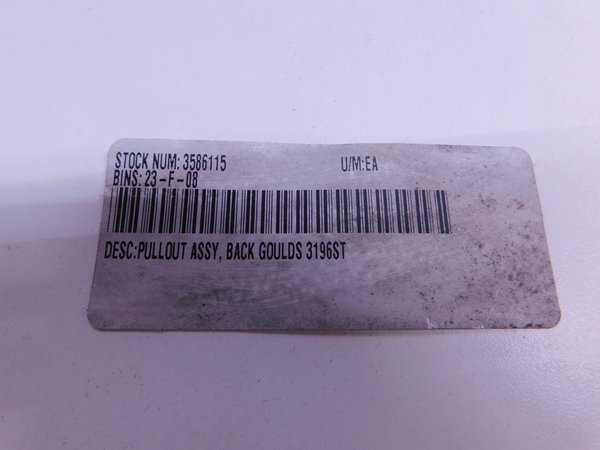 STOCK NUM: 3586115 U/M:EA
BINS: 23-F-08
DESC:PULLOUT ASSY, BACK GOULDS 3196ST